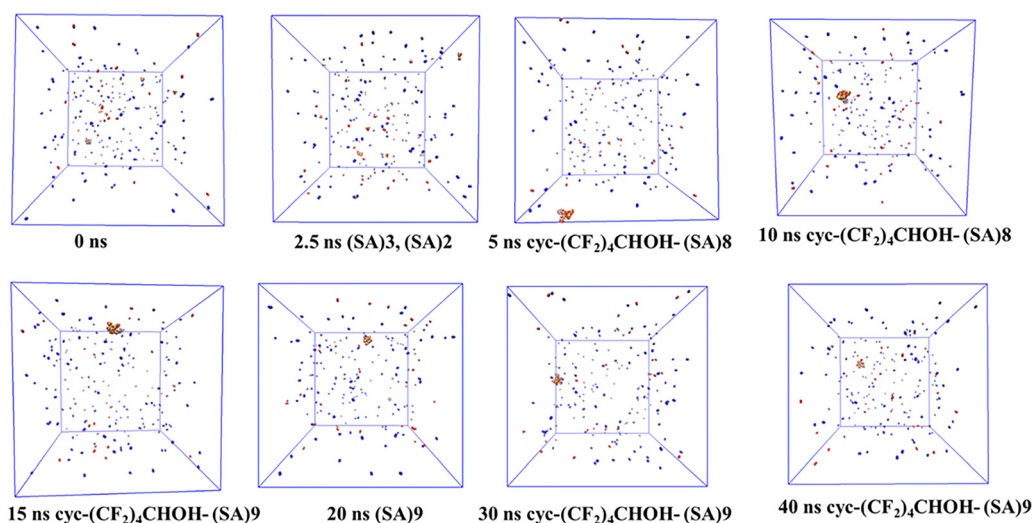 0 ns
2.5 ns (SA)3, (SA)2
5 ns cyc-(CF₂)₄CHOH- (SA)8
10 ns cyc-(CF₂)₄CHOH- (SA)8
15 ns cyc-(CF₂)₄CHOH- (SA)9
20 ns (SA)9
30 ns cyc-(CF₂)₄CHOH- (SA)9
40 ns cyc-(CF₂)₄CHOH- (SA)9